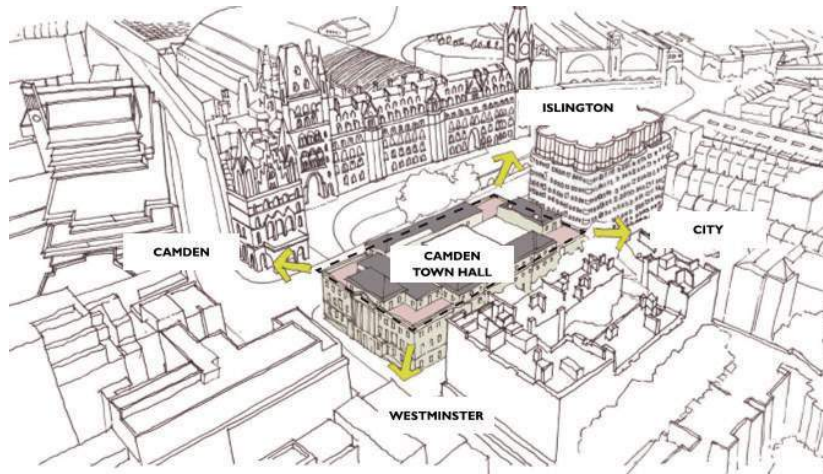 ISLINGTON
CITY
CAMDEN
CAMDEN
TOWN HALL
WESTMINSTER